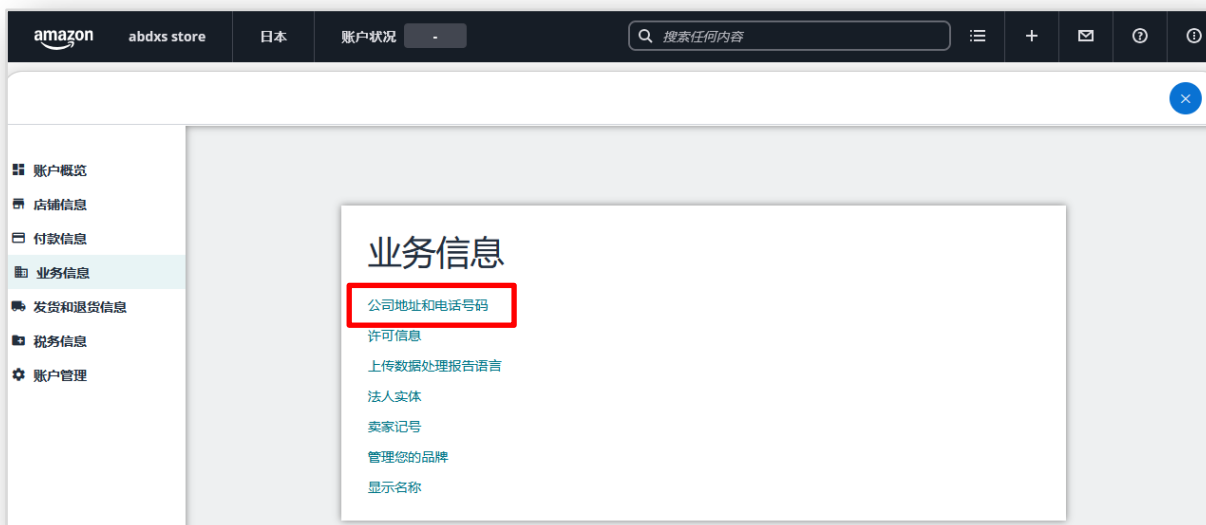 amazon abdxs store 日本 账户状况 - 搜索任何内容
账户概览
店铺信息
付款信息
业务信息
发货和退货信息
税务信息
账户管理
业务信息
公司地址和电话号码
许可信息
上传数据处理报告语言
法人实体
卖家记号
管理您的品牌
显示名称